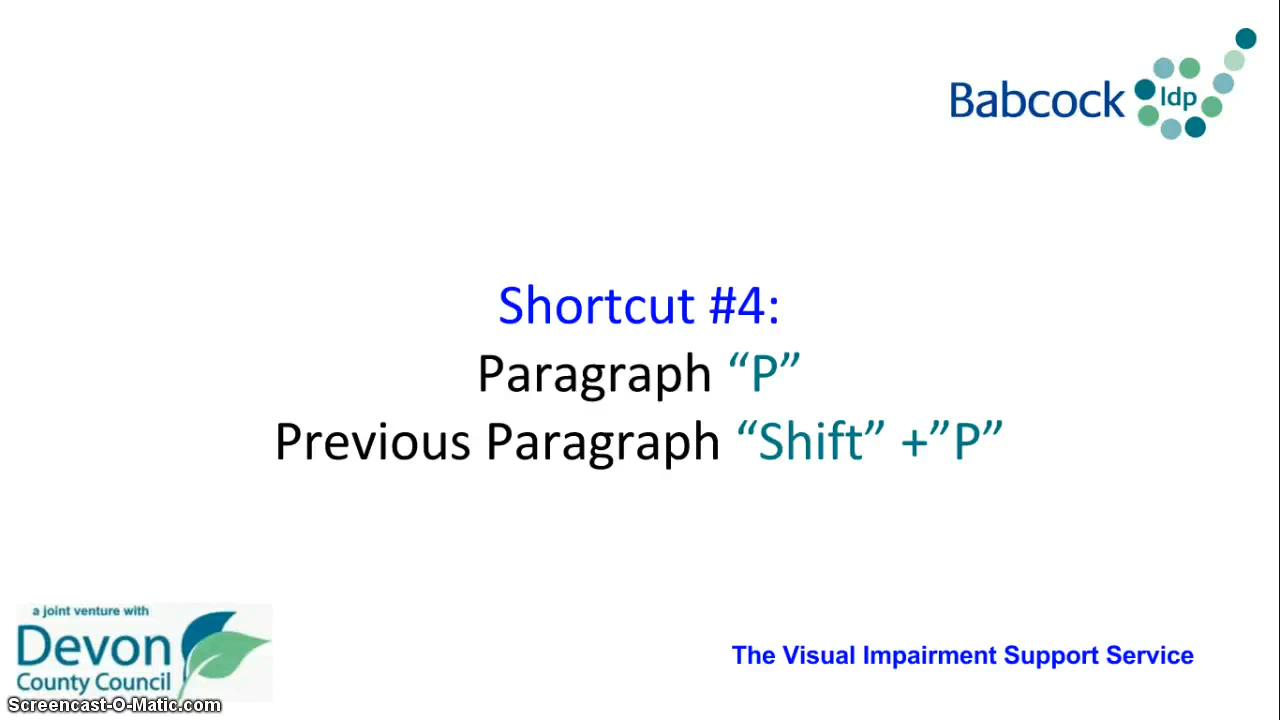 Babcock ldp
Shortcut #4:
Paragraph “P”
Previous Paragraph “Shift” +”P”
a joint venture with
Devon
County Council
The Visual Impairment Support Service
Screencast-O-Matic.com